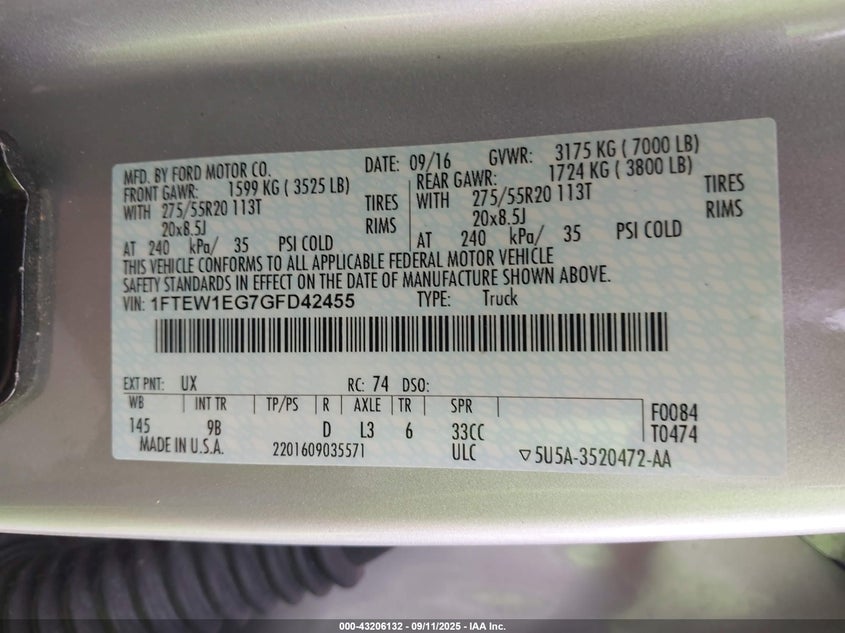 MFD. BY FORD MOTOR CO. DATE: 09/16 GVWR: 3175 KG ( 7000 LB)
FRONT GAWR: 1599 KG ( 3525 LB) REAR GAWR: 1724 KG ( 3800 LB)
WITH 275/55R20 113T TIRES WITH 275/55R20 113T TIRES
20x8.5J RIMS 20x8.5J RIMS
AT 240 kPa/ 35 PSI COLD AT 240 kPa/ 35 PSI COLD
THIS VEHICLE CONFORMS TO ALL APPLICABLE FEDERAL MOTOR VEHICLE
SAFETY STANDARDS IN EFFECT ON THE DATE OF MANUFACTURE SHOWN ABOVE.
VIN: 1FTEW1EG7GFD42455 TYPE: Truck
EXT PNT: UX RC: 74 DSO:
WB INT TR TP/PS R AXLE TR SPR F0084
145 9B D L3 6 33CC T0474
MADE IN U.S.A. 2201609035571 ULC ▽5U5A-3520472-AA
000-43206132 - 09/11/2025 - IAA Inc.